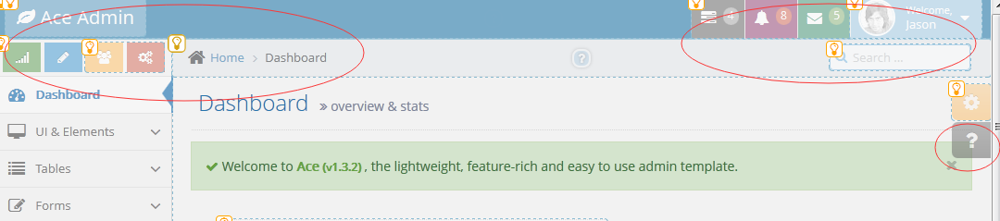 Ace Admin
4
8
5
Welcome,
Jason
Home
Dashboard
?
Search ...
Dashboard
Dashboard » overview & stats
UI & Elements
?
Welcome to Ace (v1.3.2) , the lightweight, feature-rich and easy to use admin template.
×
Tables
Forms